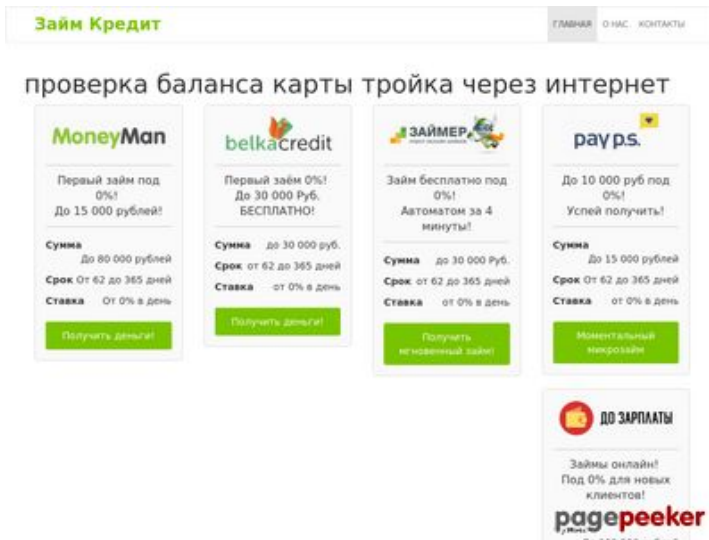 Займ Кредит
ГЛАВНАЯ О НАС КОНТАКТЫ
проверка баланса карты тройка через интернет
MoneyMan
Первый займ под
0%!
До 15 000 рублей!
Сумма
До 80 000 рублей
Срок От 62 до 365 дней
Ставка От 0% в день
Получить деньги!
belkacredit
Первый заём 0%!
До 30 000 Руб.
БЕСПЛАТНО!
Сумма до 30 000 руб.
Срок от 62 до 365 дней
Ставка от 0% в день
Получить деньги!
ЗАЙМЕР
Займ бесплатно под
0%!
Автоматом за 4
минуты!
Сумма до 30 000 Руб.
Срок от 62 до 365 дней
Ставка от 0% в день
Получить
мгновенный займ!
pay p.s.
До 10 000 руб под
0%!
Успей получить!
Сумма
До 15 000 рублей
Срок От 62 до 365 дней
Ставка От 0% в день
Моментальный
микрозайм
ДО ЗАРПЛАТЫ
Займы онлайн!
Под 0% для новых
клиентов!
pagepeeker